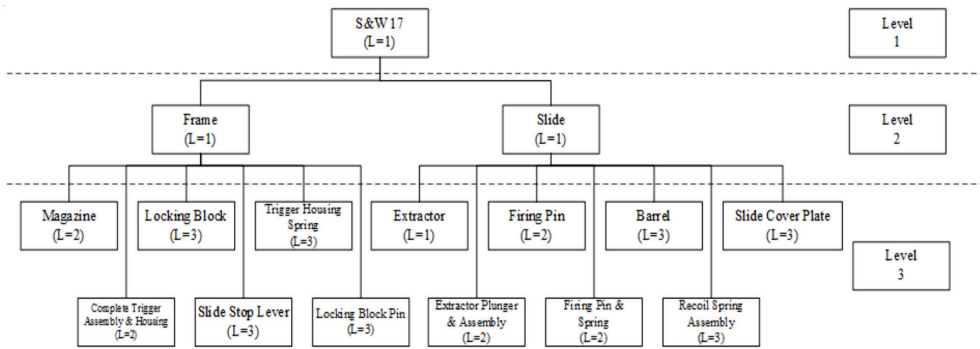 S&W17
(L=1)
Level
1
Frame
(L=1)
Slide
(L=1)
Level
2
Magazine
(L=2)
Locking Block
(L=3)
Trigger Housing
Spring
(L=3)
Extractor
(L=1)
Firing Pin
(L=2)
Barrel
(L=3)
Slide Cover Plate
(L=3)
Level
3
Complete Trigger
Assembly & Housing
(L=2)
Slide Stop Lever
(L=3)
Locking Block Pin
(L=3)
Extractor Plunger
& Assembly
(L=2)
Firing Pin &
Spring
(L=2)
Recoil Spring
Assembly
(L=3)